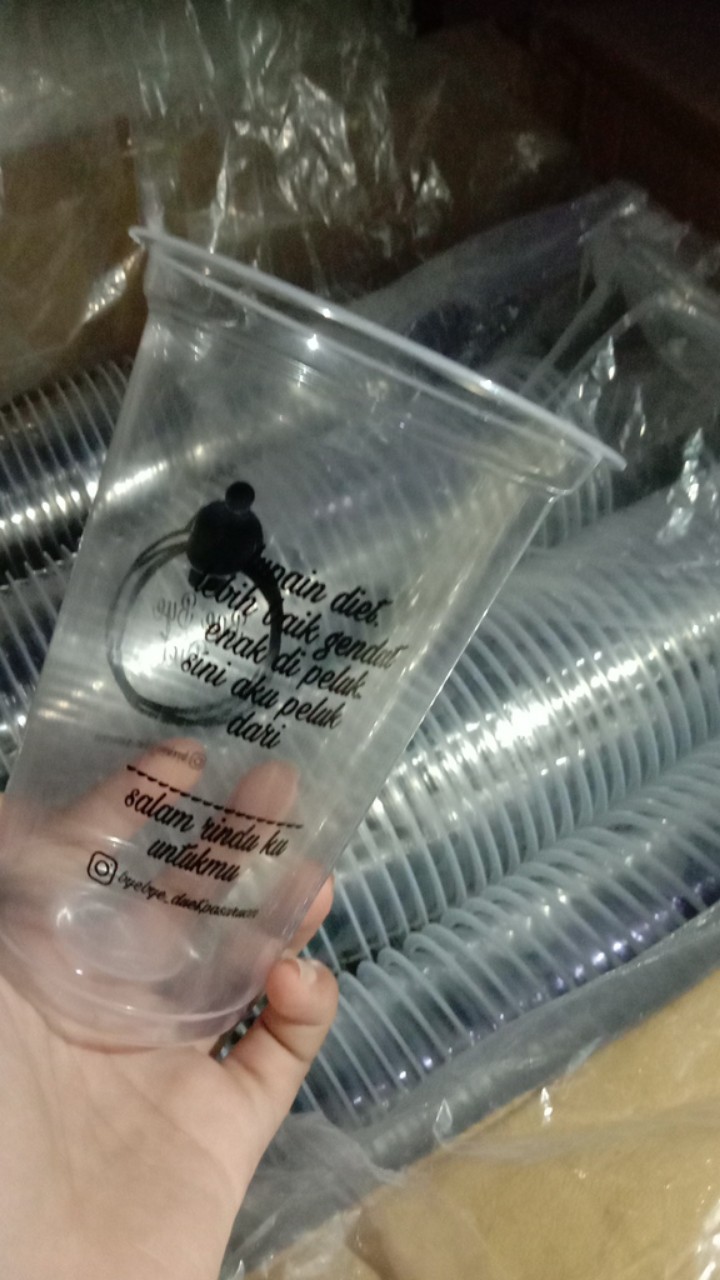 lebih baik gendut
enak di peluk.
sini aku peluk
dari
salam rindu ku
untukmu